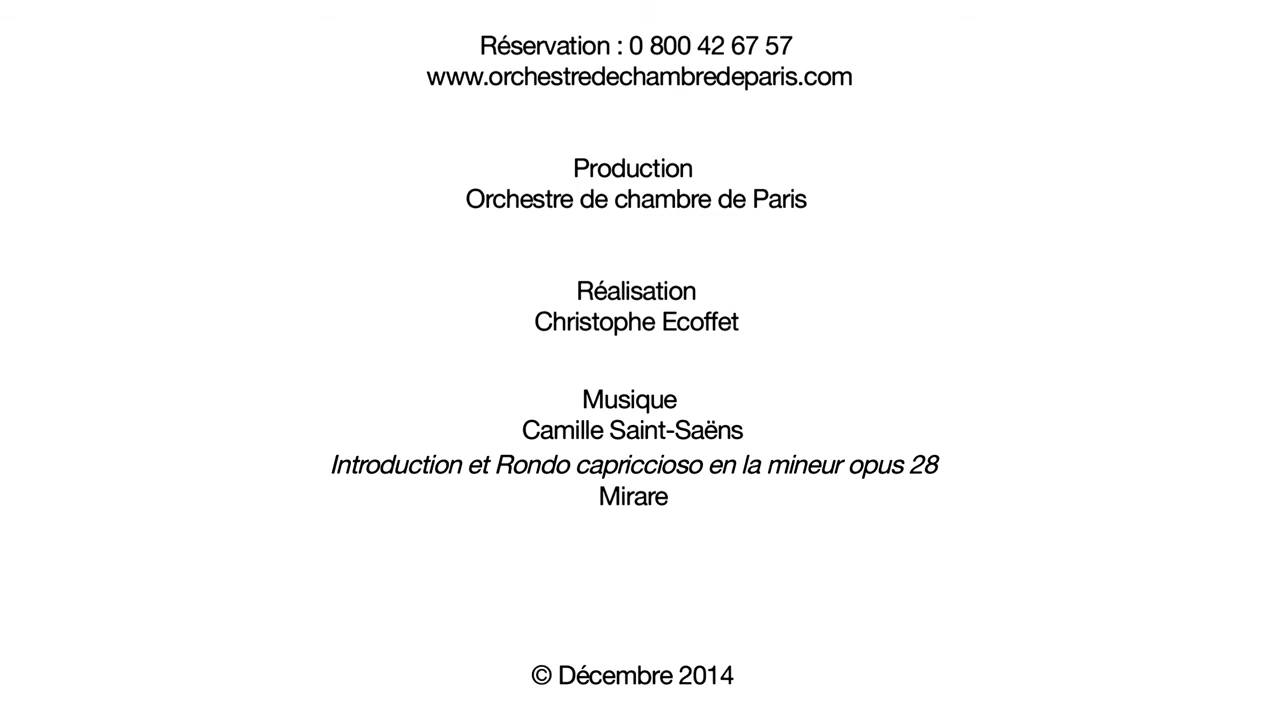 Réservation : 0 800 42 67 57
www.orchestredechambredeparis.com
Production
Orchestre de chambre de Paris
Réalisation
Christophe Ecoffet
Musique
Camille Saint-Saëns
Introduction et Rondo capriccioso en la mineur opus 28
Mirare
© Décembre 2014